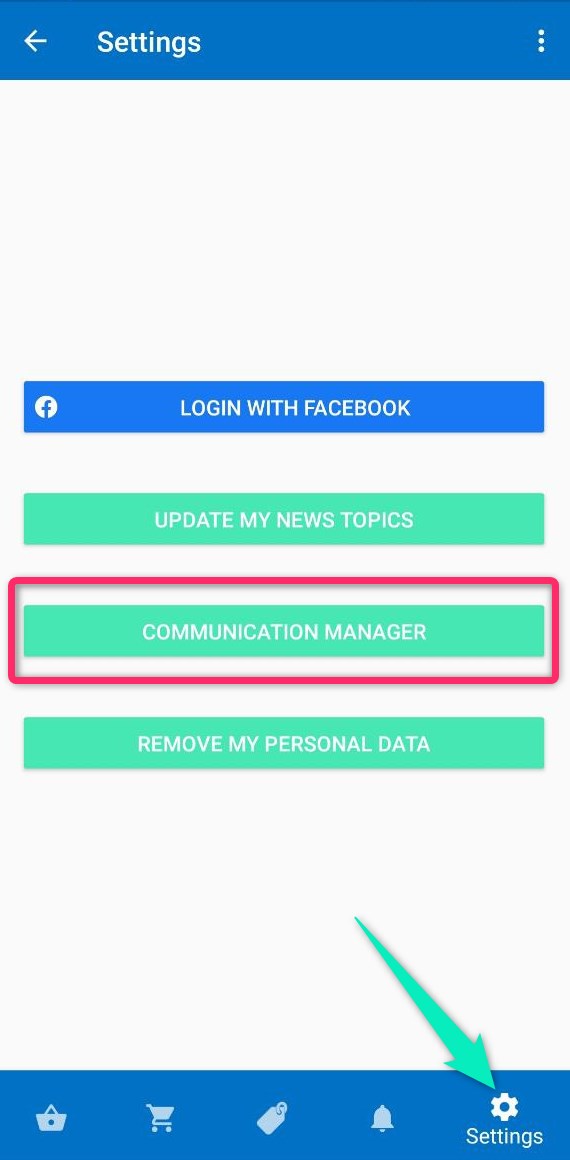 Settings
LOGIN WITH FACEBOOK
UPDATE MY NEWS TOPICS
COMMUNICATION MANAGER
REMOVE MY PERSONAL DATA
Settings